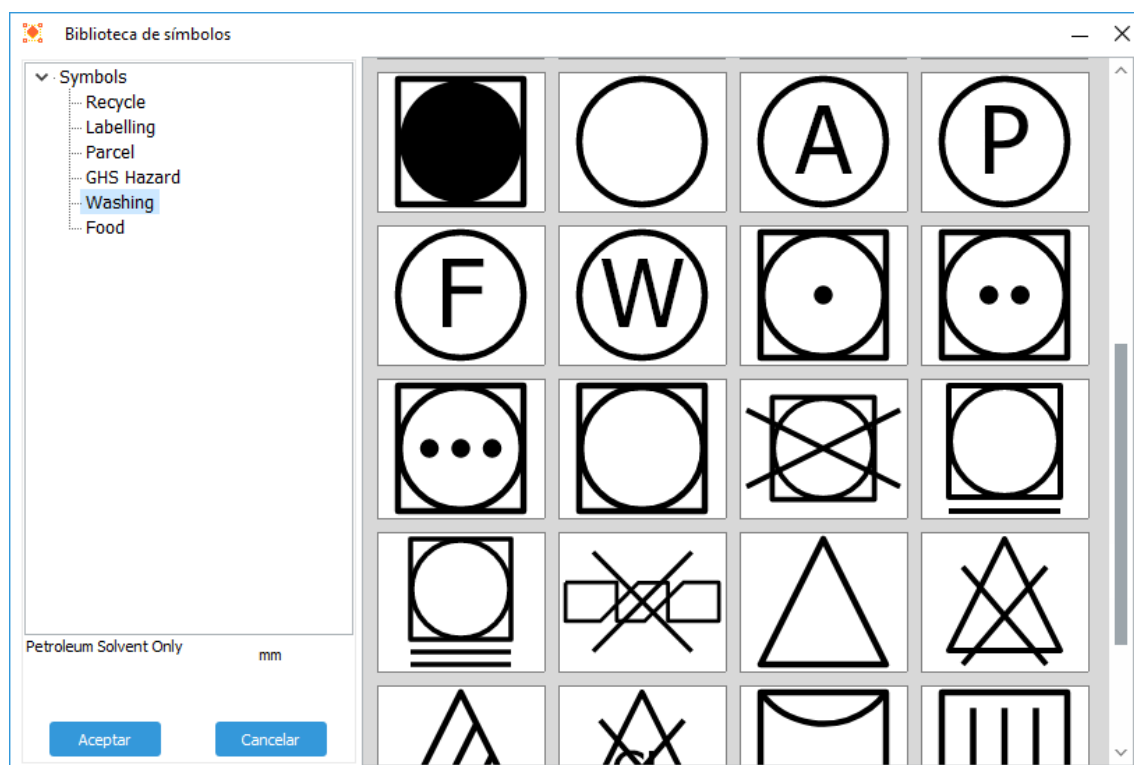 Biblioteca de símbolos
Symbols
Recycle
Labelling
Parcel
GHS Hazard
Washing
Food
Petroleum Solvent Only
mm
Aceptar
Cancelar
A
P
F
W